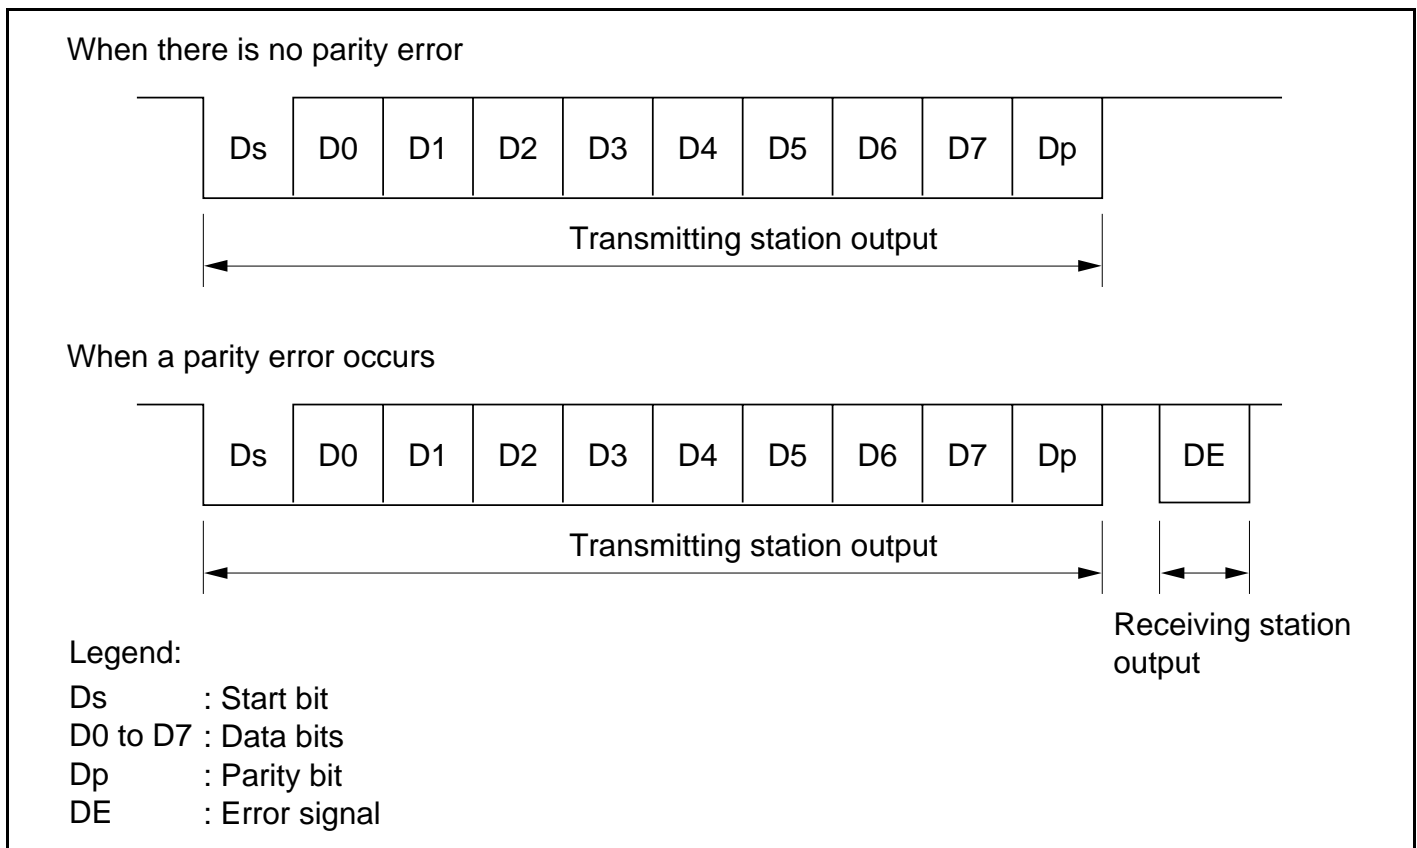 When there is no parity error
Ds D0 D1 D2 D3 D4 D5 D6 D7 Dp
Transmitting station output
When a parity error occurs
Ds D0 D1 D2 D3 D4 D5 D6 D7 Dp DE
Transmitting station output
Receiving station
output
Legend:
Ds : Start bit
D0 to D7 : Data bits
Dp : Parity bit
DE : Error signal